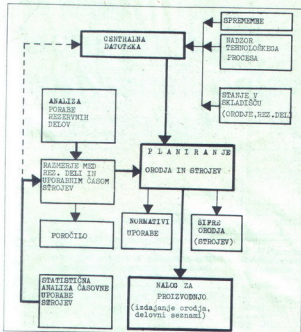 SPREMEMBE
CENTRALNA
DATOTEKA
NADZOR
TEHNOLOŠKEGA
PROCESA
STANJE V
SKLADIŠČU
(ORODJE,REZ.DELI)
ANALIZA
PORABE
REZERVNIH
DELOV
PLANIRANJE
ORODJA IN STROJEV
RAZMERJE MED
REZ. DELI IN
UPORABNIM ČASOM
STROJEV
POROČILO
NORMATIVI
UPORABE
ŠIFRE
ORODJA
(STROJEV)
STATISTIČNA
ANALIZA ČASOVNE
UPORABE
STROJEV
NALOG ZA
PROIZVODNJO
(izdajanje orodja,
delovni seznami)